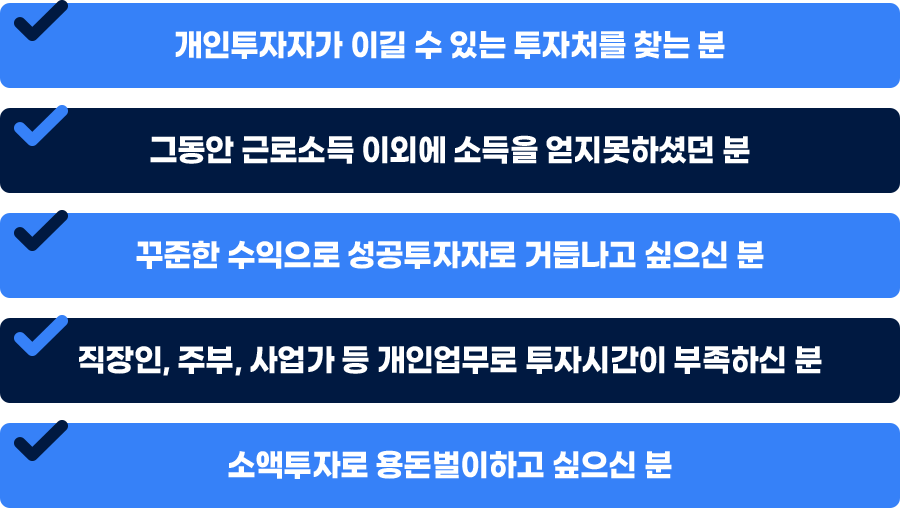 개인투자자가 이길 수 있는 투자처를 찾는 분
그동안 근로소득 이외에 소득을 얻지못하셨던 분
꾸준한 수익으로 성공투자자로 거듭나고 싶으신 분
직장인, 주부, 사업가 등 개인업무로 투자시간이 부족하신 분
소액투자로 용돈벌이하고 싶으신 분